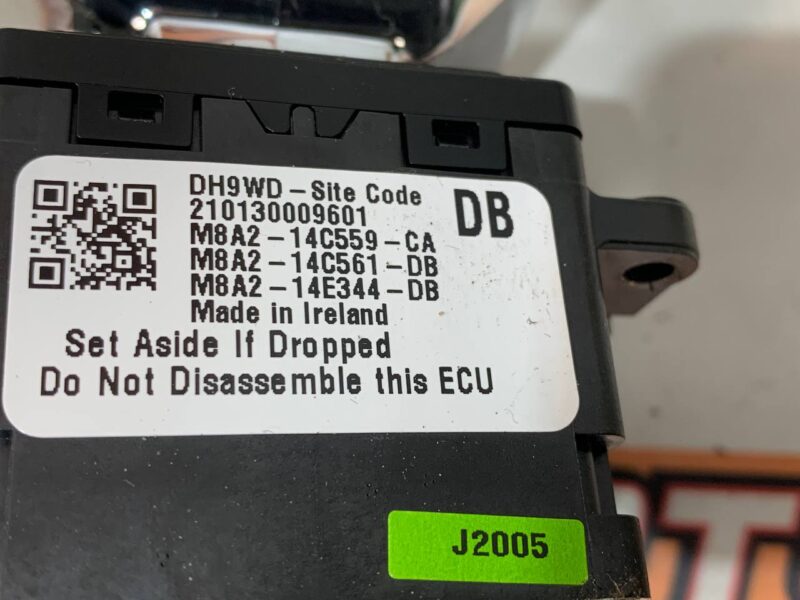 DH9WD-Site Code
210130009601
M8A2-14C559-CA
M8A2-14C561-DB
M8A2-14E344-DB
Made in Ireland
DB
Set Aside If Dropped
Do Not Disassemble this ECU
J2005